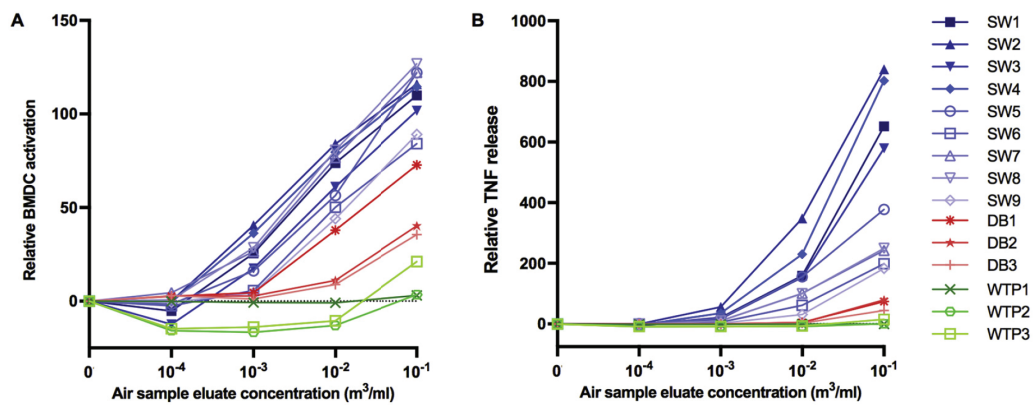 A
Relative BMDC activation
150
100
50
0
0
10-4
10-3
10-2
10-1
Air sample eluate concentration (m3/ml)
B
Relative TNF release
1000
800
600
400
200
0
0
10-4
10-3
10-2
10-1
Air sample eluate concentration (m3/ml)
SW1
SW2
SW3
SW4
SW5
SW6
SW7
SW8
SW9
DB1
DB2
DB3
WTP1
WTP2
WTP3